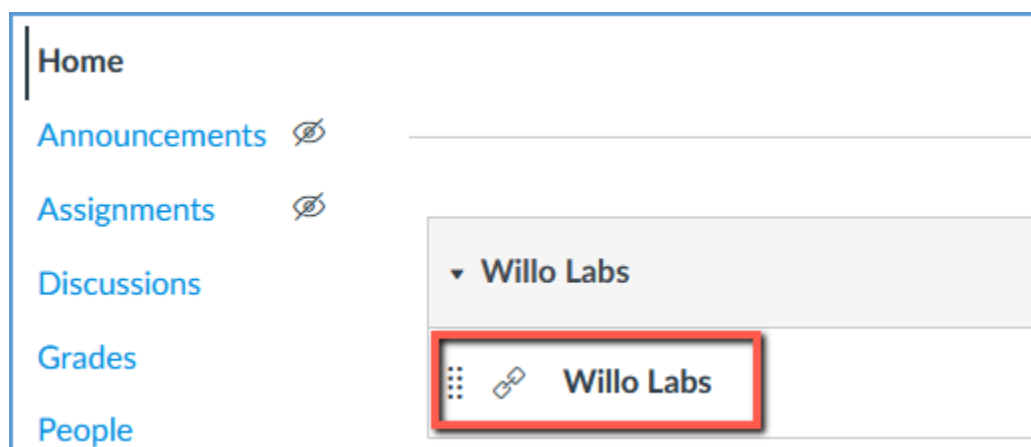 Home
Announcements
Assignments
Discussions
Grades
People
Willo Labs
Willo Labs